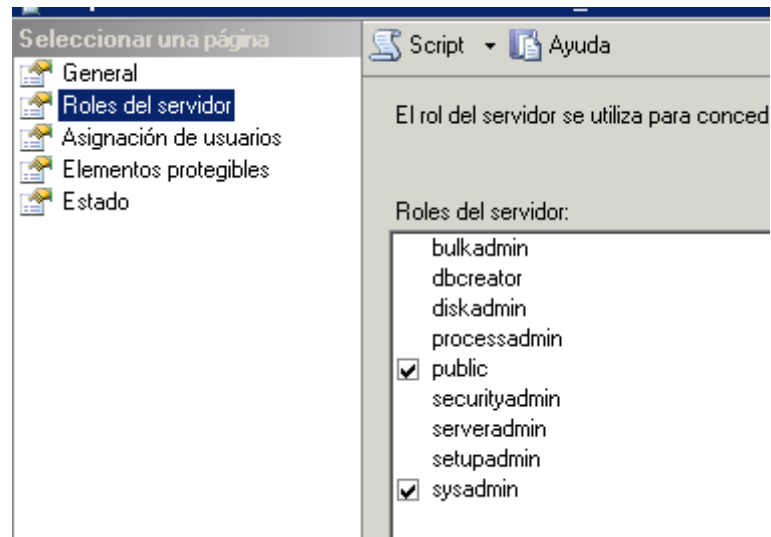 Seleccionar una página
General
Roles del servidor
Asignación de usuarios
Elementos protegibles
Estado
Script Ayuda
El rol del servidor se utiliza para conced
Roles del servidor:
bulkadmin
dbcreator
diskadmin
processadmin
public
securityadmin
serveradmin
setupadmin
sysadmin